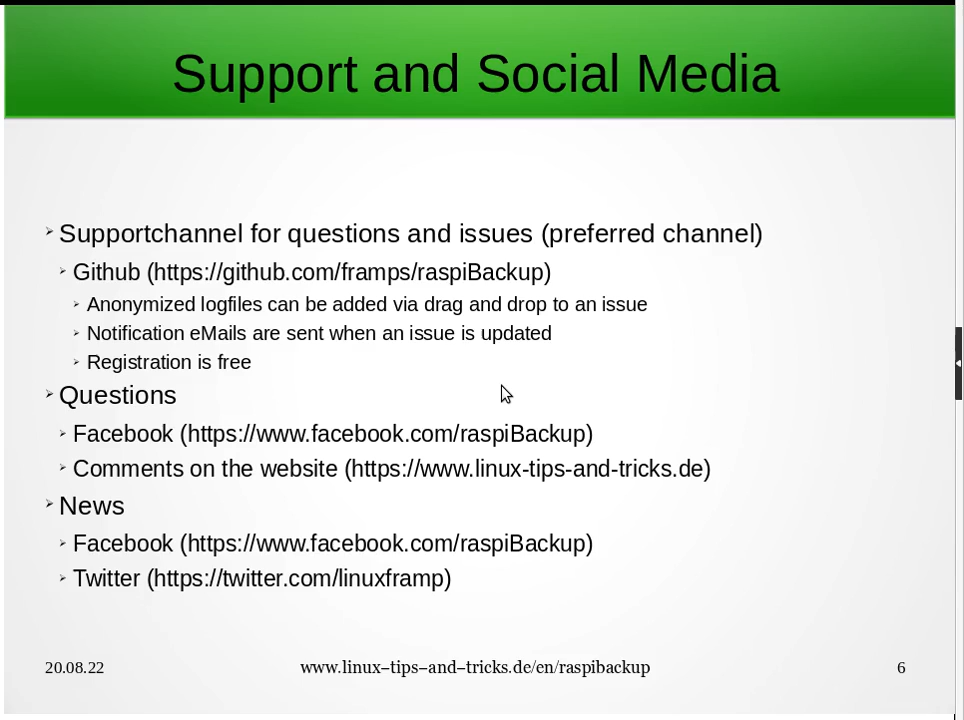 Support and Social Media
Supportchannel for questions and issues (preferred channel)
Github (https://github.com/framps/raspiBackup)
Anonymized logfiles can be added via drag and drop to an issue
Notification eMails are sent when an issue is updated
Registration is free
Questions
Facebook (https://www.facebook.com/raspiBackup)
Comments on the website (https://www.linux-tips-and-tricks.de)
News
Facebook (https://www.facebook.com/raspiBackup)
Twitter (https://twitter.com/linuxframp)
20.08.22 www.linux–tips–and–tricks.de/en/raspibackup 6